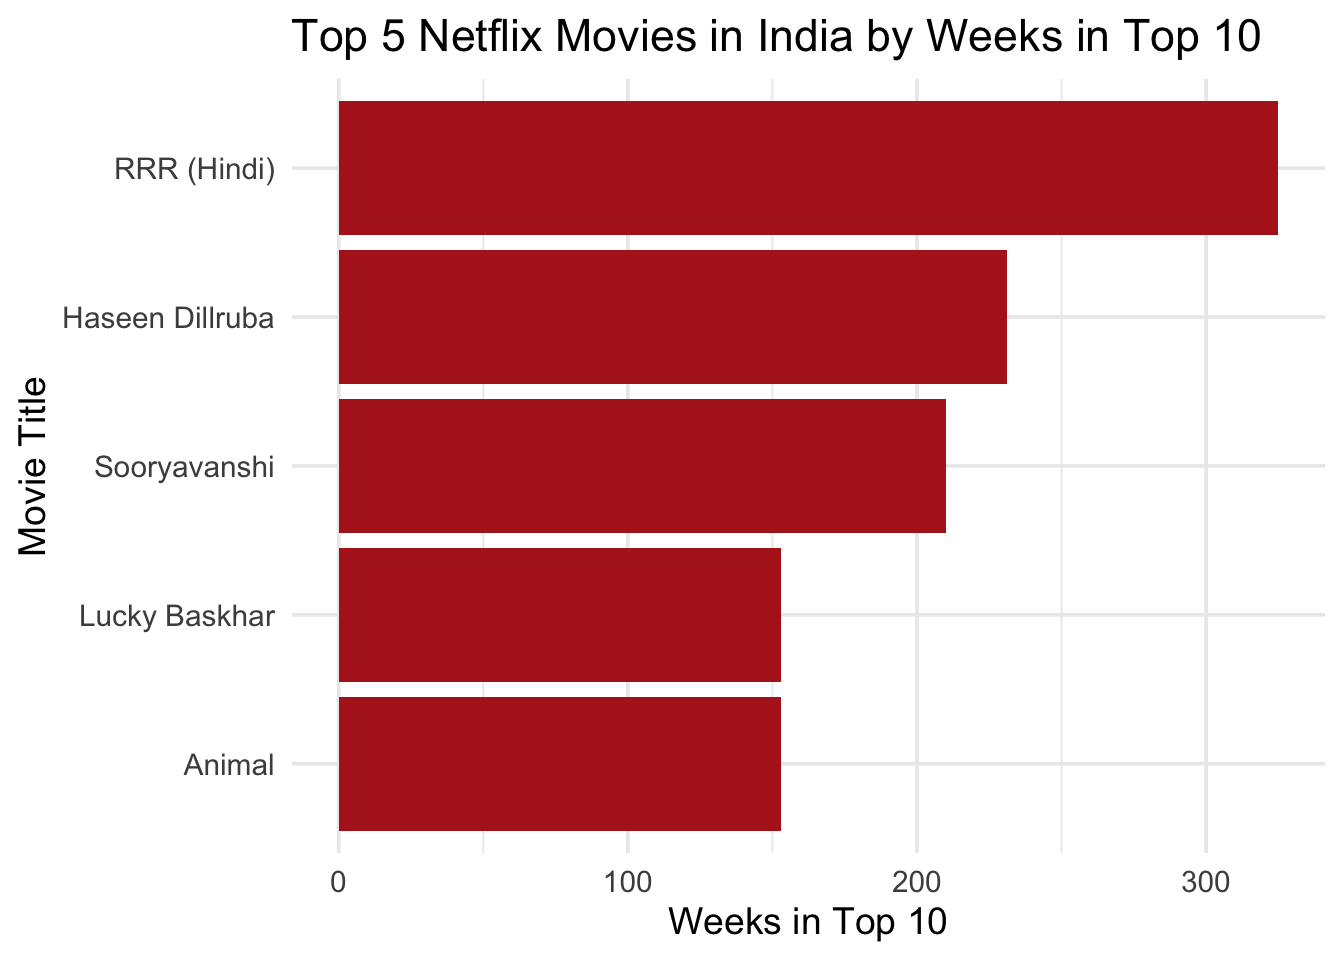 Top 5 Netflix Movies in India by Weeks in Top 10
Movie Title
RRR (Hindi)
Haseen Dillruba
Sooryavanshi
Lucky Baskhar
Animal
0 100 200 300
Weeks in Top 10